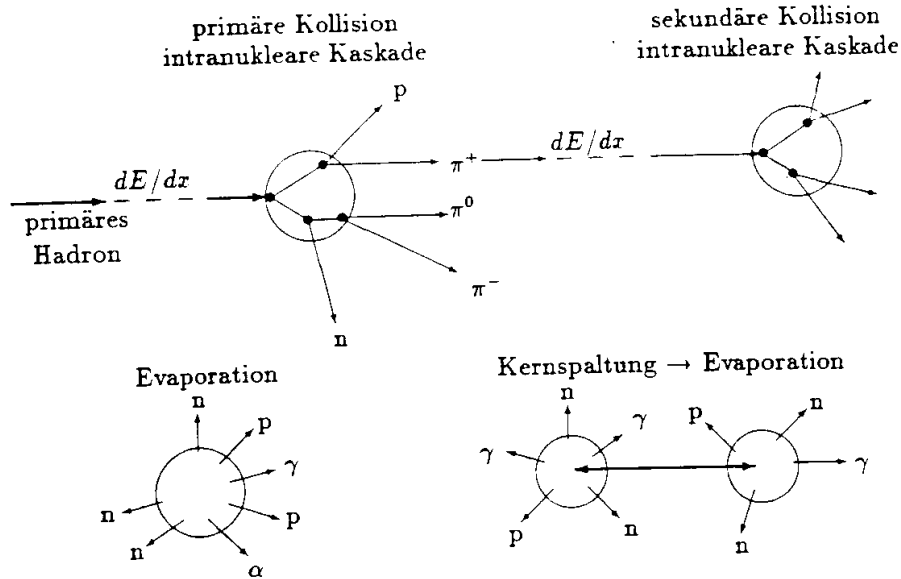 primäre Kollision
intranukleare Kaskade
sekundäre Kollision
intranukleare Kaskade
p
dE/dx
π⁺
dE/dx
primäres
Hadron
π⁰
π⁻
n
Evaporation
n
p
γ
n
p
n
α
Kernspaltung → Evaporation
n
γ
γ
p
n
p
n
γ
n